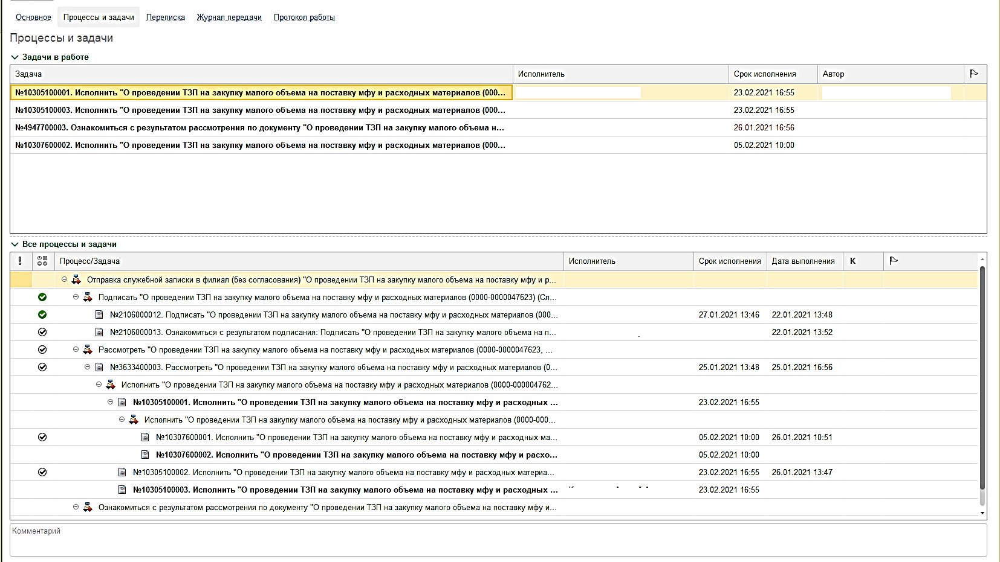 Основное Процессы и задачи Переписка Журнал передачи Протокол работы
Процессы и задачи
Задачи в работе
Задача Исполнитель Срок исполнения Автор
№10305100001. Исполнить "О проведении ТЗП на закупку малого объема на поставку мфу и расходных материалов (000... 23.02.2021 16:55
№10305100003. Исполнить "О проведении ТЗП на закупку малого объема на поставку мфу и расходных материалов (000... 23.02.2021 16:55
№4947700003. Ознакомиться с результатом рассмотрения по документу "О проведении ТЗП на закупку малого объема н... 26.01.2021 16:56
№10307600002. Исполнить "О проведении ТЗП на закупку малого объема на поставку мфу и расходных материалов (000... 05.02.2021 10:00
Все процессы и задачи
Процесс/Задача Исполнитель Срок исполнения Дата выполнения К
Отправка служебной записки в филиал (без согласования) "О проведении ТЗП на закупку малого объема на поставку мфу и р...
Подписать "О проведении ТЗП на закупку малого объема на поставку мфу и расходных материалов (0000-0000047623) (Сл...
№2106000012. Подписать "О проведении ТЗП на закупку малого объема на поставку мфу и расходных материалов (000... 27.01.2021 13:46 22.01.2021 13:48
№2106000013. Ознакомиться с результатом подписания: Подписать "О проведении ТЗП на закупку малого объема на п... 22.01.2021 13:52
Рассмотреть "О проведении ТЗП на закупку малого объема на поставку мфу и расходных материалов (0000-0000047623, ...
№3633400003. Рассмотреть "О проведении ТЗП на закупку малого объема на поставку мфу и расходных материалов (0... 25.01.2021 13:48 25.01.2021 16:56
Исполнить "О проведении ТЗП на закупку малого объема на поставку мфу и расходных материалов (0000-000004762...
№10305100001. Исполнить "О проведении ТЗП на закупку малого объема на поставку мфу и расходных ... 23.02.2021 16:55
Исполнить "О проведении ТЗП на закупку малого объема на поставку мфу и расходных материалов (0000-000...
№10307600001. Исполнить "О проведении ТЗП на закупку малого объема на поставку мфу и расходных ма... 05.02.2021 10:00 26.01.2021 10:51
№10307600002. Исполнить "О проведении ТЗП на закупку малого объема на поставку мфу и расхо... 05.02.2021 10:00
№10305100002. Исполнить "О проведении ТЗП на закупку малого объема на поставку мфу и расходных материа... 23.02.2021 16:55 26.01.2021 13:47
№10305100003. Исполнить "О проведении ТЗП на закупку малого объема на поставку мфу и расходных ... 23.02.2021 16:55
Ознакомиться с результатом рассмотрения по документу "О проведении ТЗП на закупку малого объема на поставку мфу и...
Комментарий